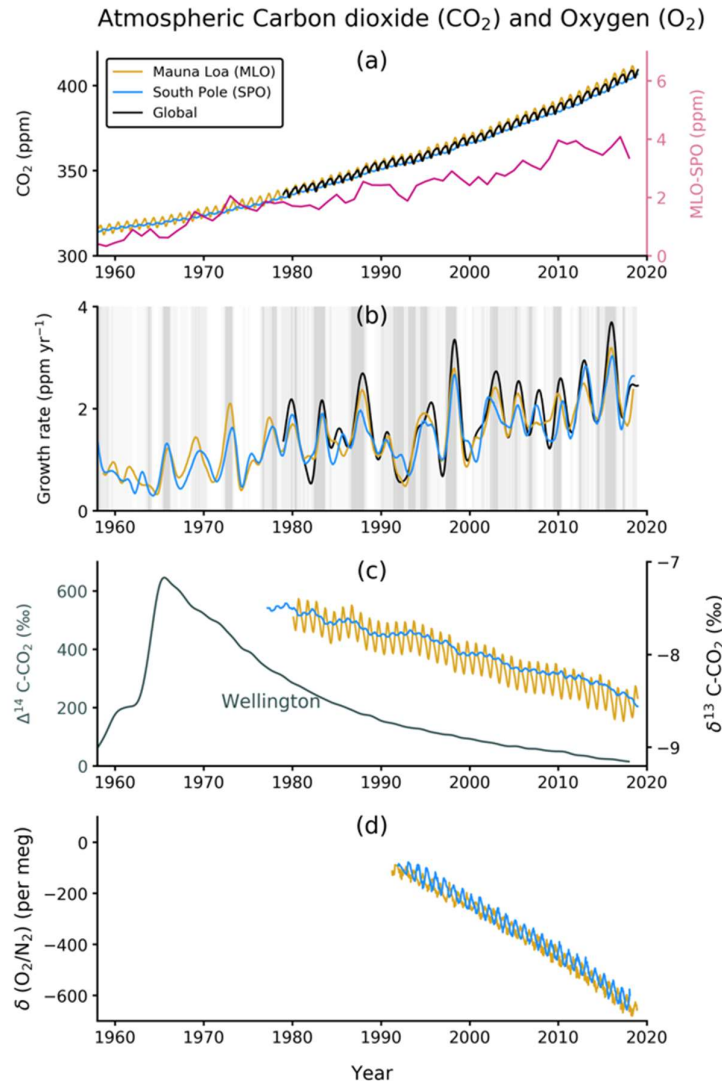 Atmospheric Carbon dioxide (CO₂) and Oxygen (O₂)
(a)
Mauna Loa (MLO)
South Pole (SPO)
Global
CO₂ (ppm)
400
350
300
MLO-SPO (ppm)
6
4
2
0
1960 1970 1980 1990 2000 2010 2020
(b)
Growth rate (ppm yr⁻¹)
4
2
0
1960 1970 1980 1990 2000 2010 2020
(c)
Δ¹⁴ C-CO₂ (‰)
600
400
200
0
Wellington
δ¹³ C-CO₂ (‰)
−7
−8
−9
1960 1970 1980 1990 2000 2010 2020
(d)
δ (O₂/N₂) (per meg)
0
−200
−400
−600
1960 1970 1980 1990 2000 2010 2020
Year